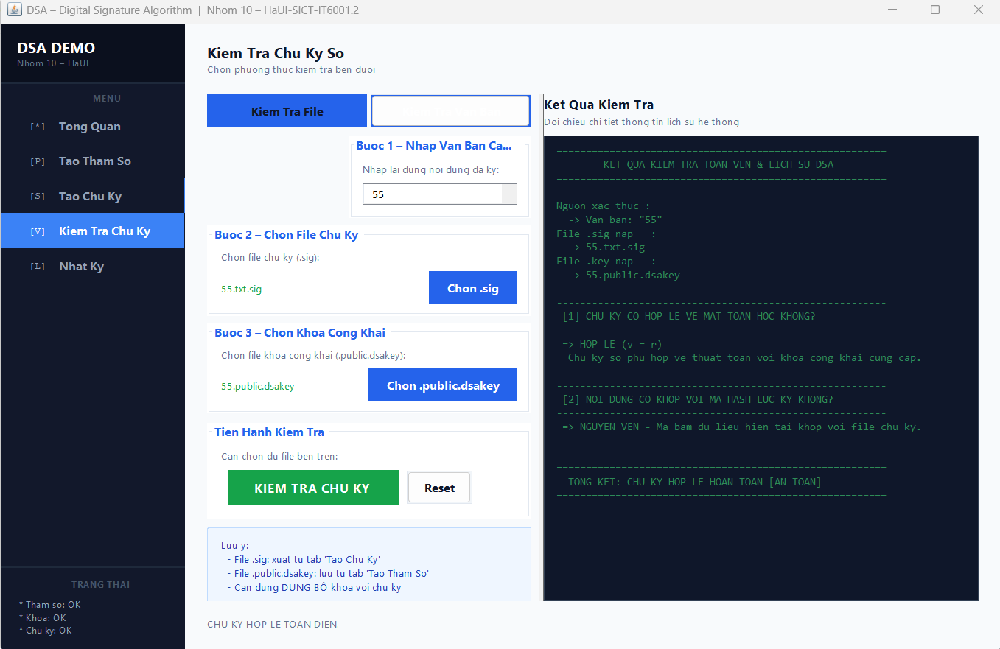 DSA – Digital Signature Algorithm | Nhom 10 – HaUI-SICT-IT6001.2
DSA DEMO
Nhom 10 – HaUI
MENU
[*] Tong Quan
[P] Tao Tham So
[S] Tao Chu Ky
[V] Kiem Tra Chu Ky
[L] Nhat Ky
TRANG THAI
* Tham so: OK
* Khoa: OK
* Chu ky: OK
Kiem Tra Chu Ky So
Chon phuong thuc kiem tra ben duoi
Kiem Tra File
Buoc 1 – Nhap Van Ban Ca...
Nhap lai dung noi dung da ky:
55
Buoc 2 – Chon File Chu Ky
Chon file chu ky (.sig):
55.txt.sig
Chon .sig
Buoc 3 – Chon Khoa Cong Khai
Chon file khoa cong khai (.public.dsakey):
55.public.dsakey
Chon .public.dsakey
Tien Hanh Kiem Tra
Can chon du file ben tren:
KIEM TRA CHU KY
Reset
Luu y:
- File .sig: xuat tu tab 'Tao Chu Ky'
- File .public.dsakey: luu tu tab 'Tao Tham So'
- Can dung DUNG BỘ khoa voi chu ky
CHU KY HOP LE TOAN DIEN.
Ket Qua Kiem Tra
Doi chieu chi tiet thong tin lich su he thong
========================================================
KET QUA KIEM TRA TOAN VEN & LICH SU DSA
========================================================
Nguon xac thuc :
-> Van ban: "55"
File .sig nap :
-> 55.txt.sig
File .key nap :
-> 55.public.dsakey
--------------------------------------------------------
[1] CHU KY CO HOP LE VE MAT TOAN HOC KHONG?
--------------------------------------------------------
=> HOP LE (v = r)
Chu ky so phu hop ve thuat toan voi khoa cong khai cung cap.
--------------------------------------------------------
[2] NOI DUNG CO KHOP VOI MA HASH LUC KY KHONG?
--------------------------------------------------------
=> NGUYEN VEN - Ma bam du lieu hien tai khop voi file chu ky.
========================================================
TONG KET: CHU KY HOP LE HOAN TOAN [AN TOAN]
========================================================